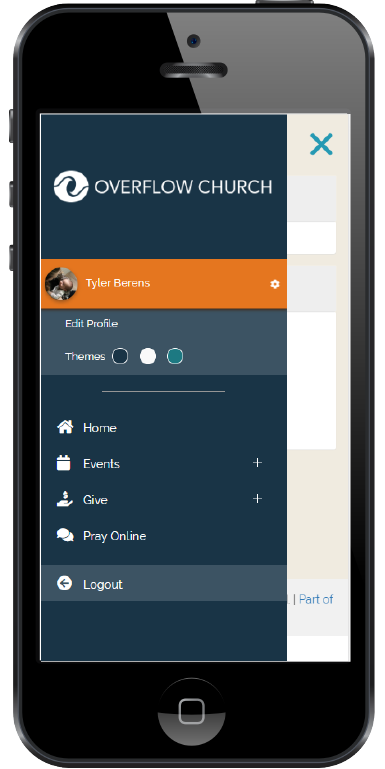 OVERFLOW CHURCH
Tyler Berens
Edit Profile
Themes
Home
Events
Give
Pray Online
Logout
| Part of